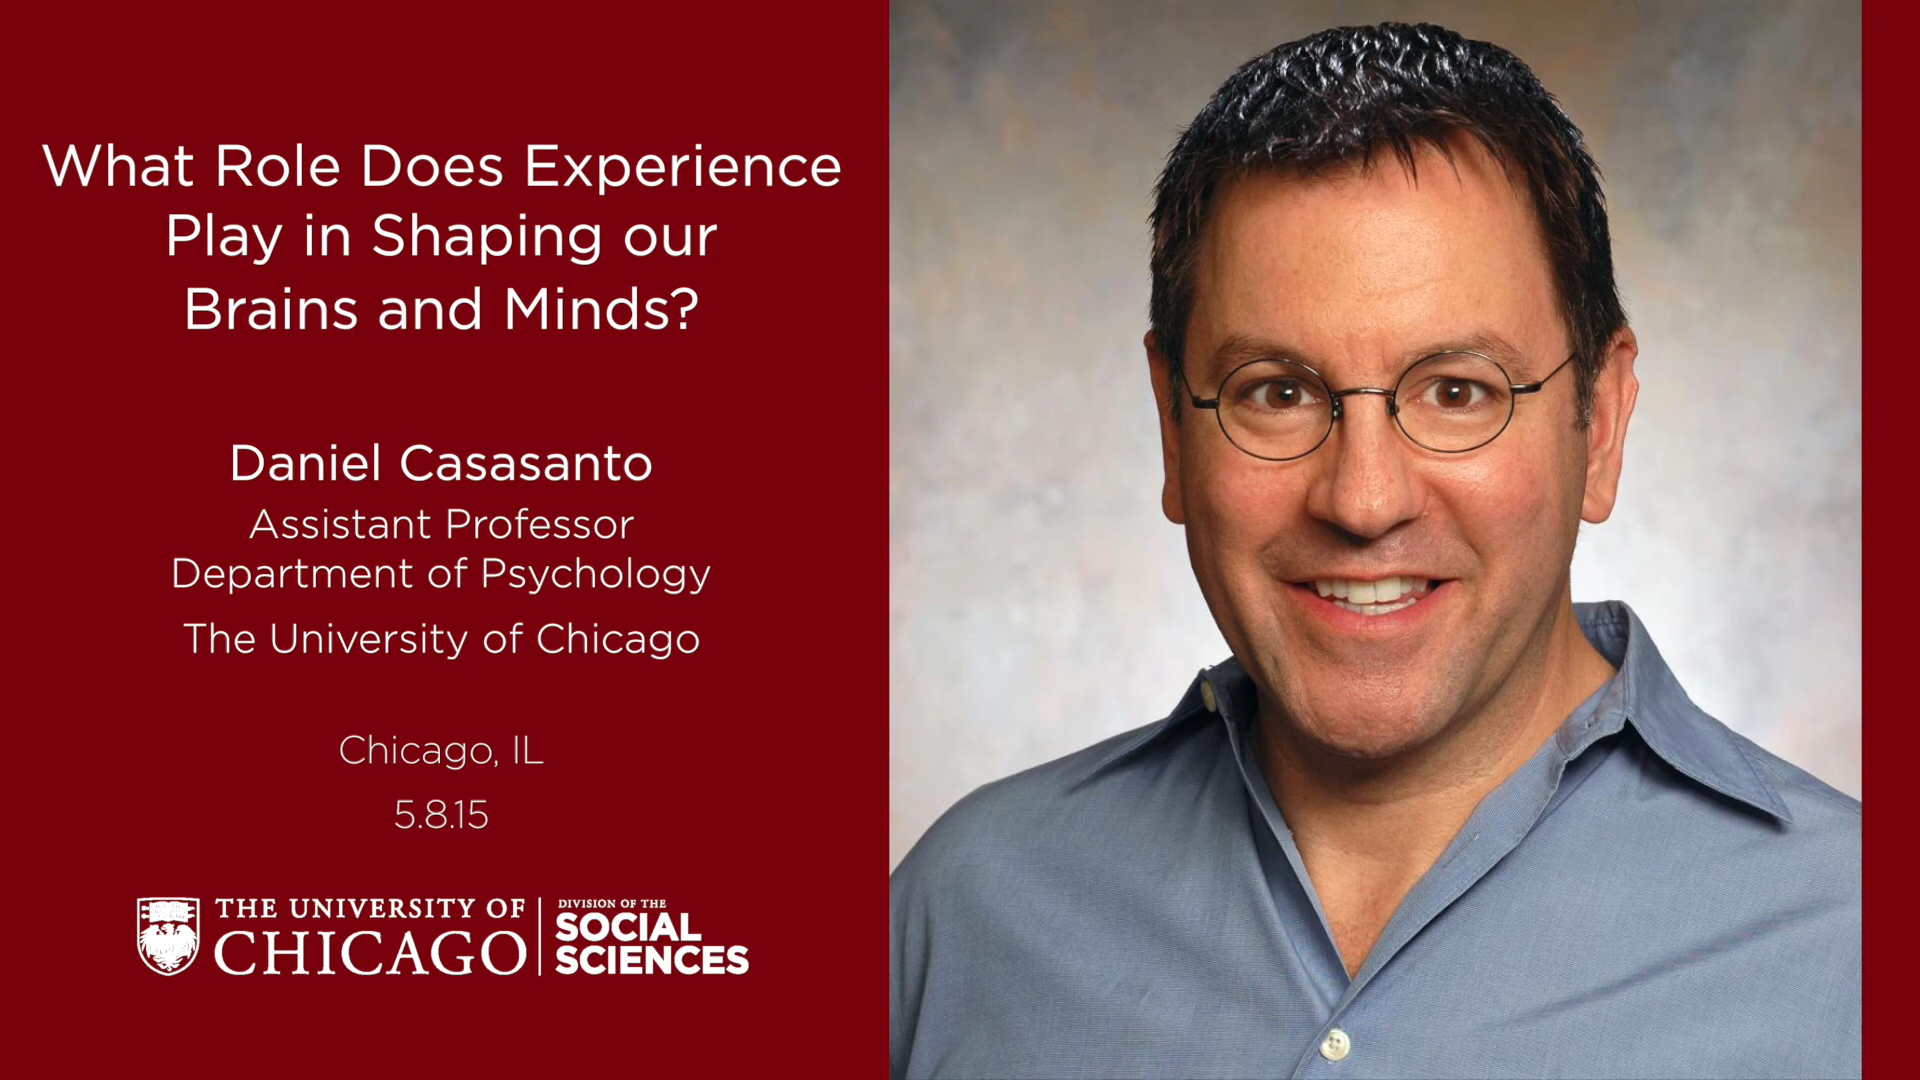 What Role Does Experience
Play in Shaping our
Brains and Minds?
Daniel Casasanto
Assistant Professor
Department of Psychology
The University of Chicago
Chicago, IL
5.8.15
THE UNIVERSITY OF
CHICAGO
DIVISION OF THE
SOCIAL
SCIENCES